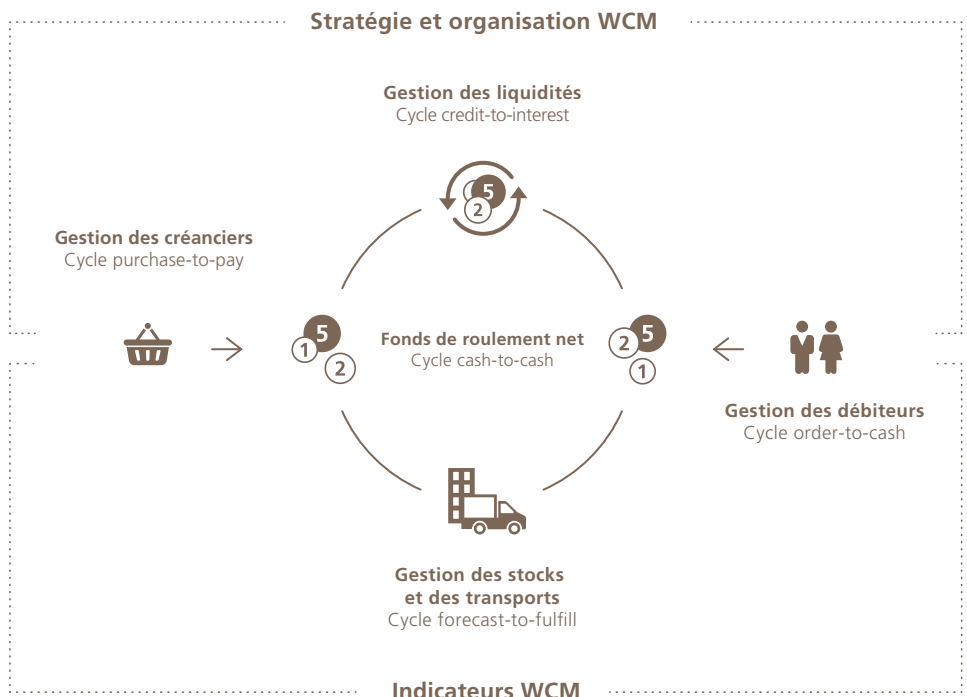 Stratégie et organisation WCM
Gestion des liquidités
Cycle credit-to-interest
5
2
Gestion des créanciers
Cycle purchase-to-pay
5
1
2
Fonds de roulement net
Cycle cash-to-cash
5
2
1
Gestion des débiteurs
Cycle order-to-cash
Gestion des stocks
et des transports
Cycle forecast-to-fulfill
Indicateurs WCM